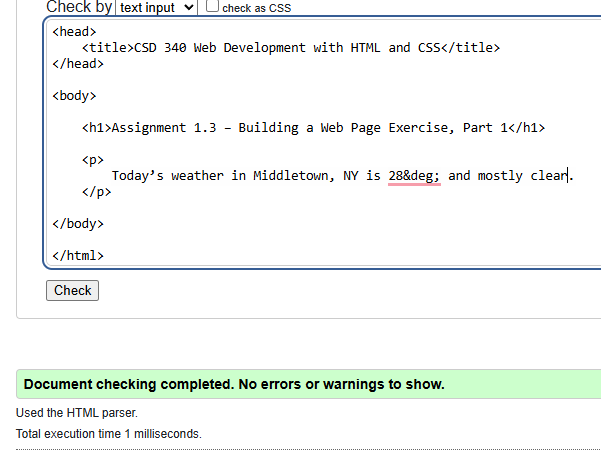 Check by text input check as CSS
<head>
<title>CSD 340 Web Development with HTML and CSS</title>
</head>
<body>
<h1>Assignment 1.3 – Building a Web Page Exercise, Part 1</h1>
<p>
Today’s weather in Middletown, NY is 28&deg; and mostly clear.
</p>
</body>
</html>
Check
Document checking completed. No errors or warnings to show.
Used the HTML parser.
Total execution time 1 milliseconds.